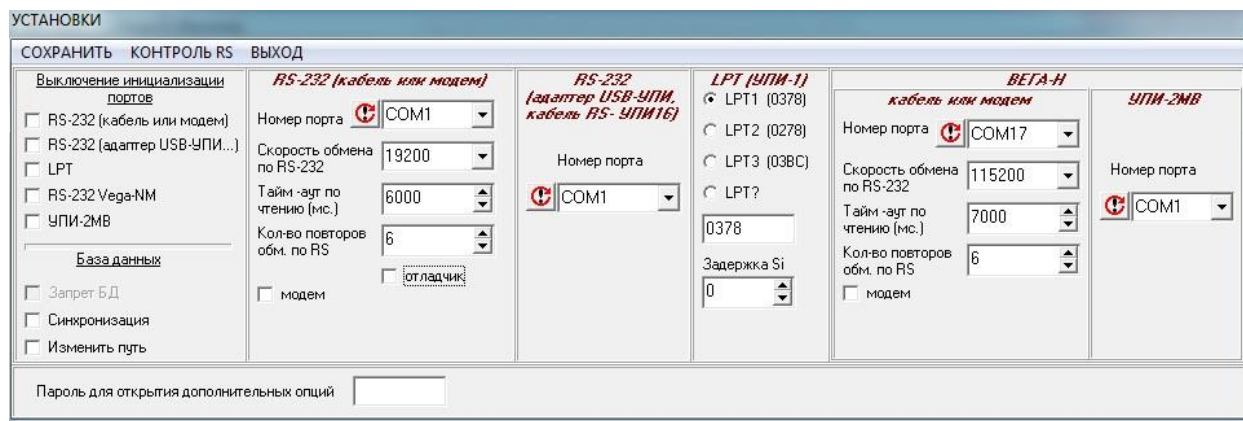 УСТАНОВКИ
СОХРАНИТЬ КОНТРОЛЬ RS ВЫХОД
Выключение инициализации
портов
RS-232 (кабель или модем)
RS-232 (адаптер USB-УПИ...)
LPT
RS-232 Vega-NM
УПИ-2МВ
База данных
Запрет БД
Синхронизация
Изменить путь
RS-232 (кабель или модем)
Номер порта COM1
Скорость обмена
по RS-232
19200
Тайм -аут по
чтению (мс.)
6000
Кол-во повторов
обм. по RS
6
отладчик
модем
RS-232
(адаптер USB-УПИ,
кабель RS- УПИ16)
Номер порта
COM1
LPT (УПИ-1)
LPT1 (0378)
LPT2 (0278)
LPT3 (03BC)
LPT?
0378
Задержка Si
0
ВЕГА-Н
кабель или модем
Номер порта COM17
Скорость обмена
по RS-232
115200
Тайм -аут по
чтению (мс.)
7000
Кол-во повторов
обм. по RS
6
модем
УПИ-2МВ
Номер порта
COM1
Пароль для открытия дополнительных опций